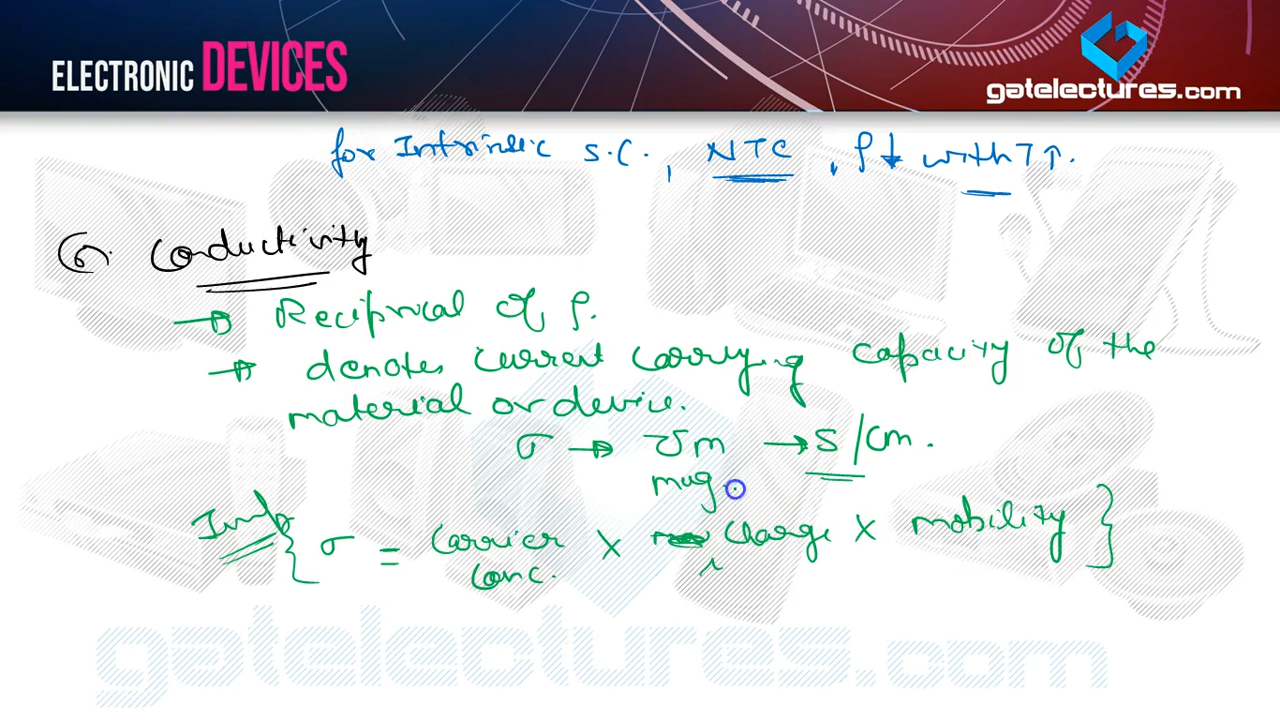 ELECTRONIC DEVICES
gatelectures.com
for Intrinsic S.C., NTC, ρ↓ with T↑.
6. Conductivity
→ Reciprocal of ρ.
→ denotes current carrying capacity of the
material or device.
σ → ℧m → S/cm.
mag
Imp { σ = Carrier × Charge × mobility }
Conc.
gatelectures.com